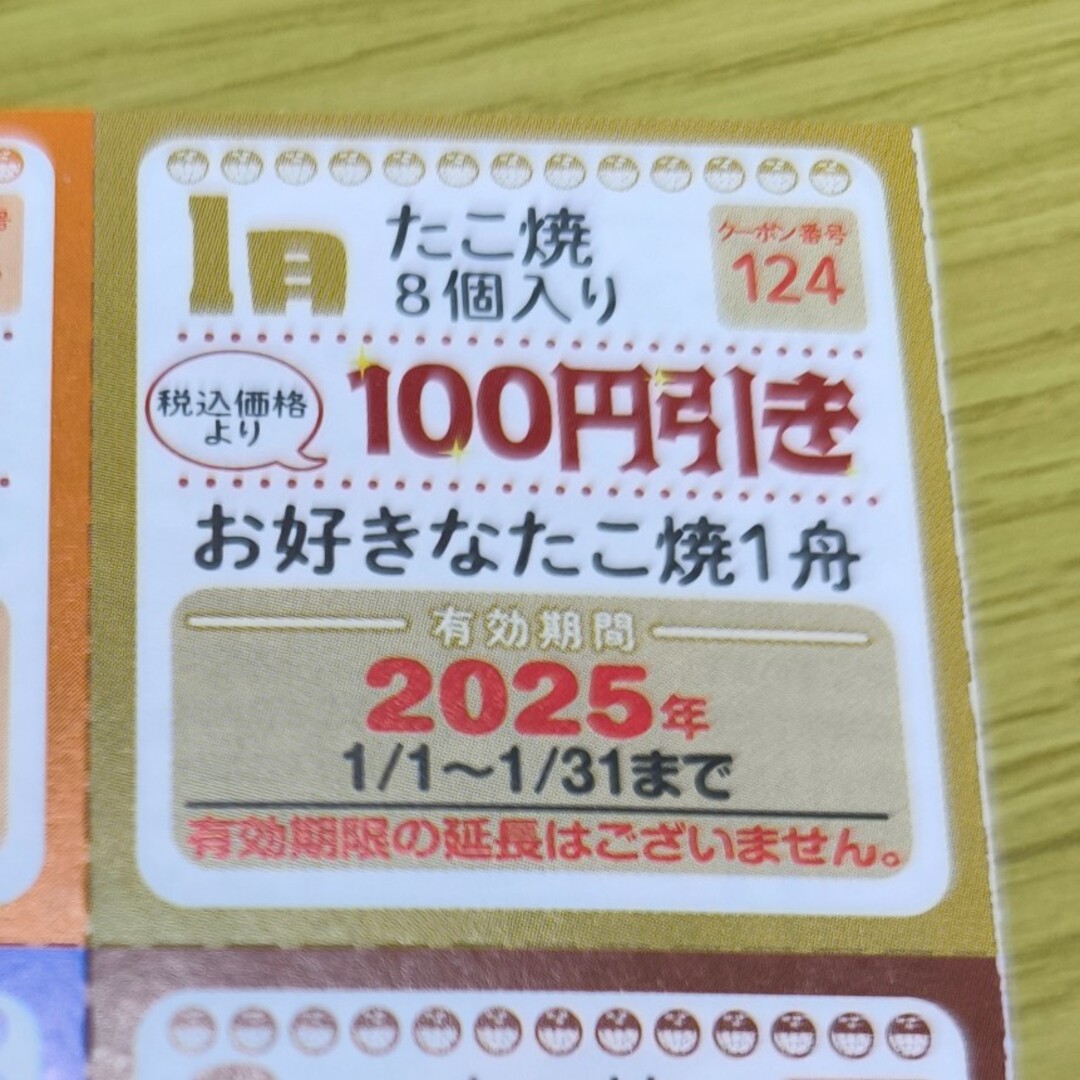 1月
たこ焼
8個入り
クーポン番号
124
税込価格
より
100円引き
お好きなたこ焼1舟
有効期間
2025年
1/1〜1/31まで
有効期限の延長はございません。
号